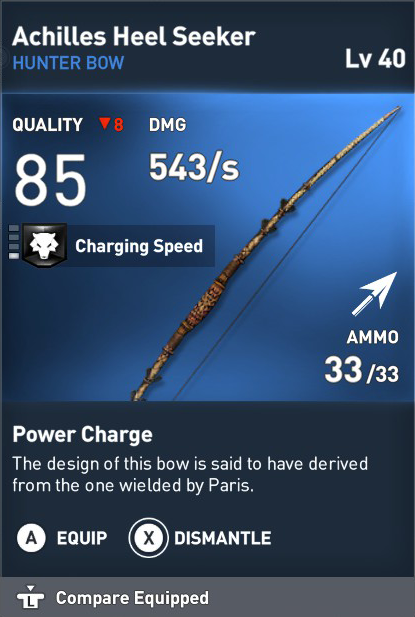 Achilles Heel Seeker
HUNTER BOW
Lv 40
QUALITY ▼8 DMG
85 543/s
Charging Speed
AMMO
33/33
Power Charge
The design of this bow is said to have derived
from the one wielded by Paris.
A EQUIP X DISMANTLE
L Compare Equipped